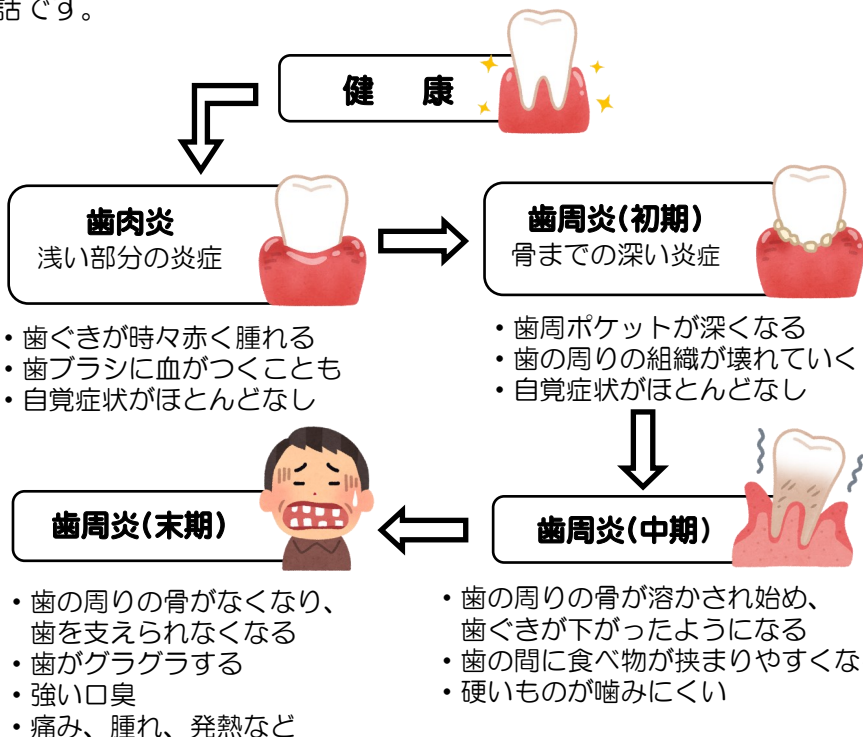 話です。
健　康
歯肉炎
浅い部分の炎症
・歯ぐきが時々赤く腫れる
・歯ブラシに血がつくことも
・自覚症状がほとんどなし
歯周炎(初期)
骨までの深い炎症
・歯周ポケットが深くなる
・歯の周りの組織が壊れていく
・自覚症状がほとんどなし
歯周炎(中期)
・歯の周りの骨が溶かされ始め、
歯ぐきが下がったようになる
・歯の間に食べ物が挟まりやすくな
・硬いものが噛みにくい
歯周炎(末期)
・歯の周りの骨がなくなり、
歯を支えられなくなる
・歯がグラグラする
・強い口臭
・痛み、腫れ、発熱など